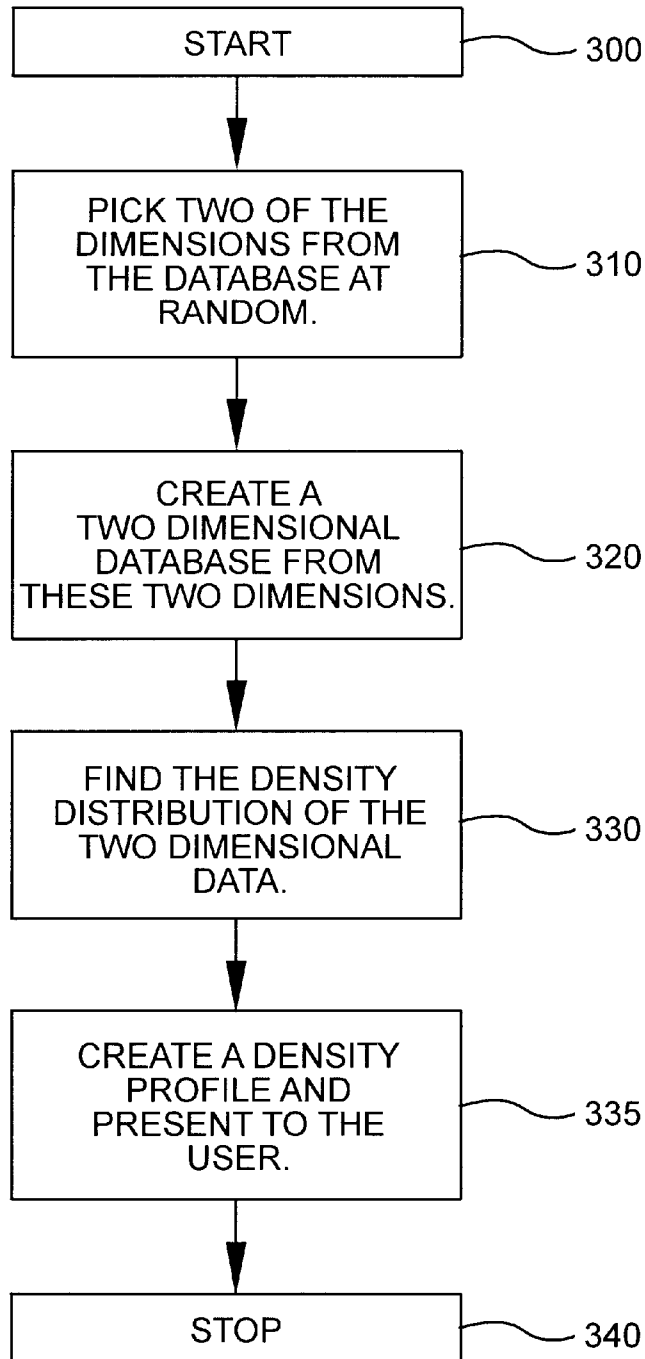 START
300
PICK TWO OF THE
DIMENSIONS FROM
THE DATABASE AT
RANDOM.
310
CREATE A
TWO DIMENSIONAL
DATABASE FROM
THESE TWO DIMENSIONS.
320
FIND THE DENSITY
DISTRIBUTION OF THE
TWO DIMENSIONAL
DATA.
330
CREATE A DENSITY
PROFILE AND
PRESENT TO THE
USER.
335
STOP
340